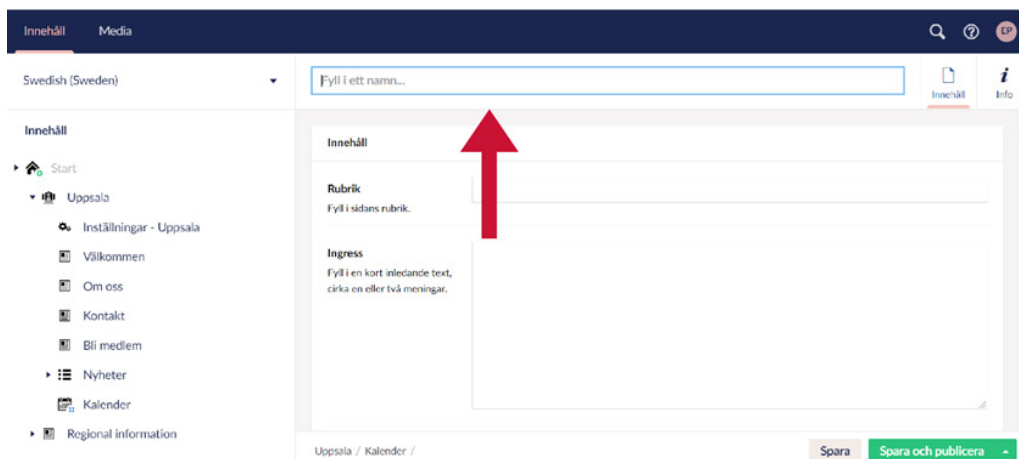 Innehåll Media
EP
Swedish (Sweden)
Fyll i ett namn...
Innehåll
Info
Innehåll
Start
Uppsala
Inställningar - Uppsala
Välkommen
Om oss
Kontakt
Bli medlem
Nyheter
Kalender
Regional information
Innehåll
Rubrik
Fyll i sidans rubrik.
Ingress
Fyll i en kort inledande text,
cirka en eller två meningar.
Uppsala / Kalender /
Spara
Spara och publicera